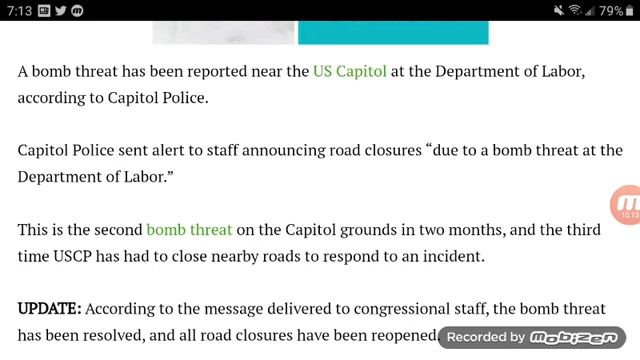 7:13
79%
A bomb threat has been reported near the US Capitol at the Department of Labor,
according to Capitol Police.
Capitol Police sent alert to staff announcing road closures “due to a bomb threat at the
Department of Labor.”
This is the second bomb threat on the Capitol grounds in two months, and the third
time USCP has had to close nearby roads to respond to an incident.
10:13
UPDATE: According to the message delivered to congressional staff, the bomb threat
has been resolved, and all road closures have been reopened.
Recorded by mobizen